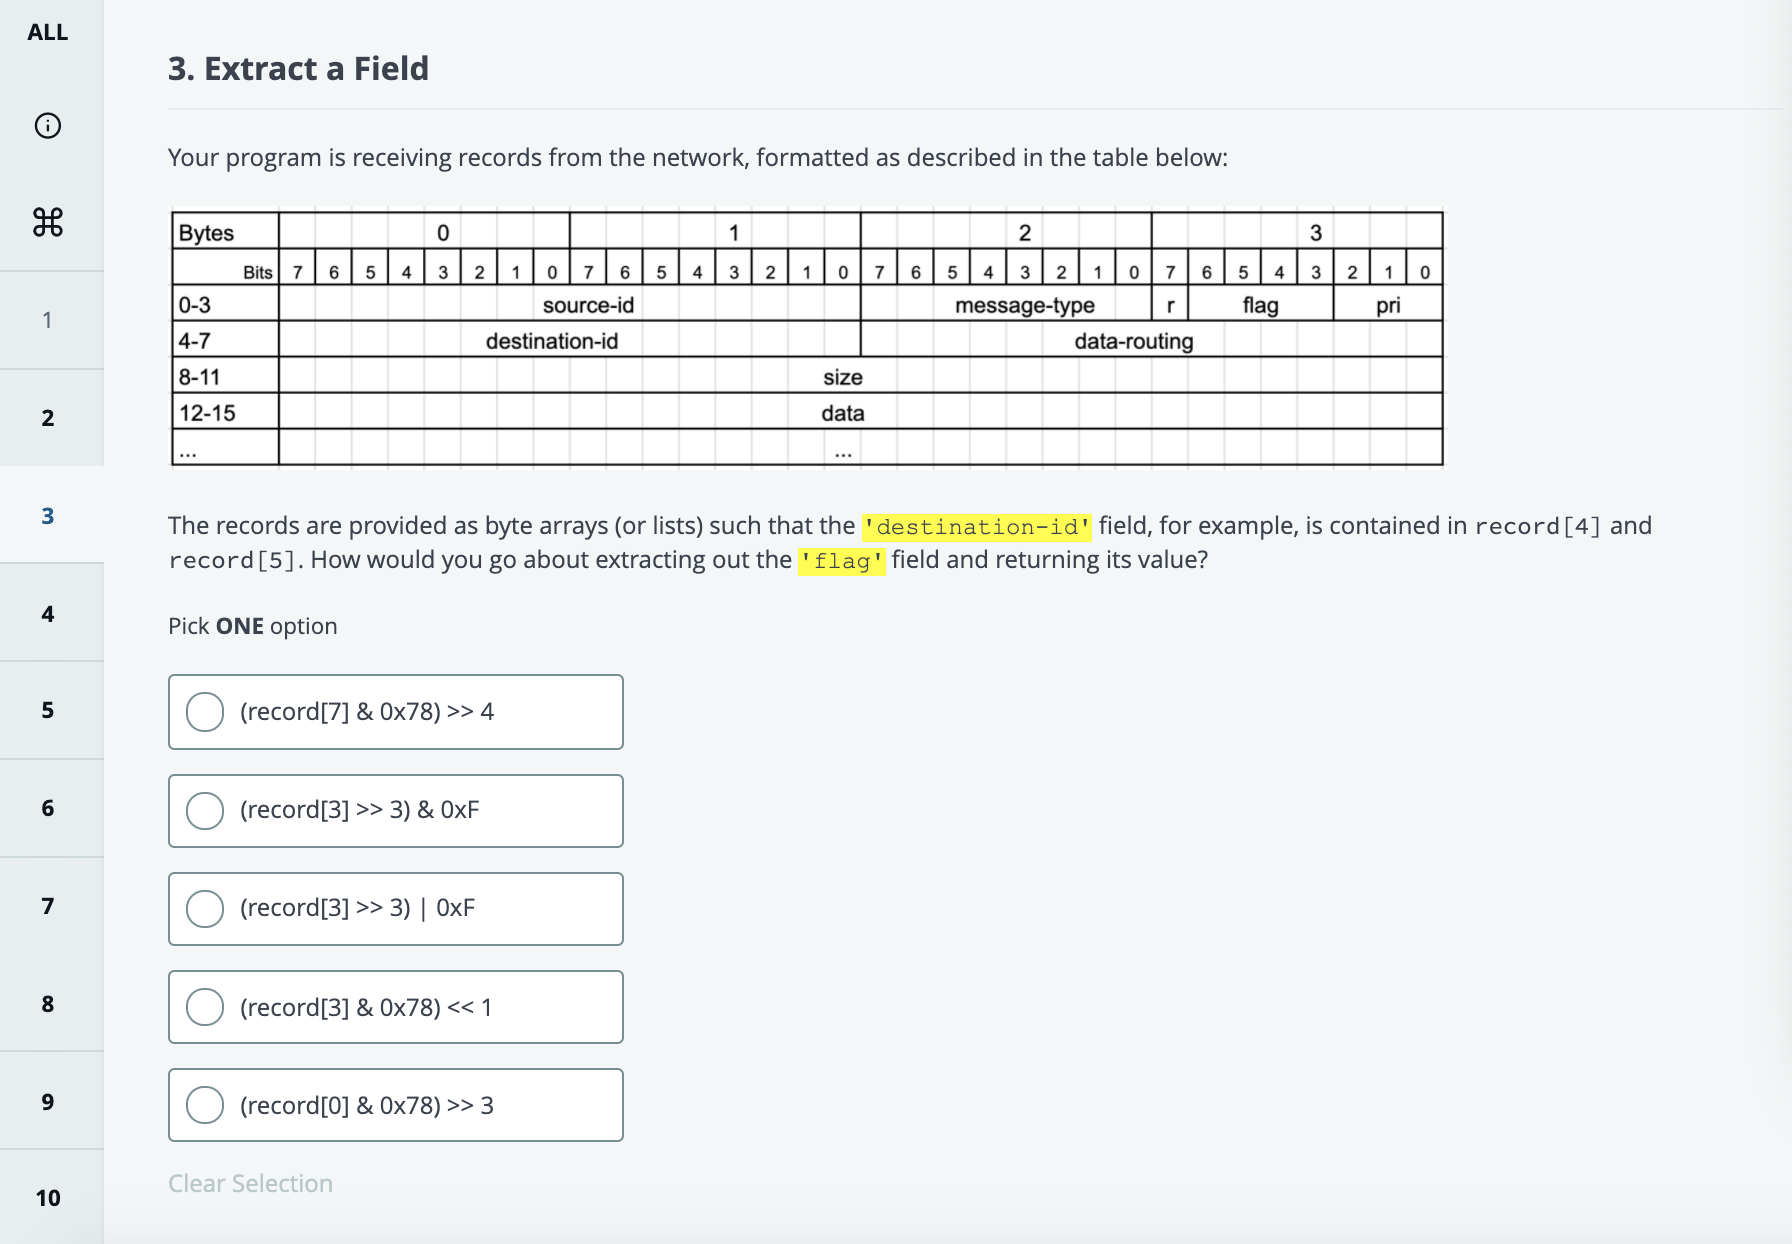 ALL
1
2
3
4
5
6
7
8
9
10
3. Extract a Field
Your program is receiving records from the network, formatted as described in the table below:
Bytes 0 1 2 3
Bits 7 6 5 4 3 2 1 0 7 6 5 4 3 2 1 0 7 6 5 4 3 2 1 0 7 6 5 4 3 2 1 0
0-3 source-id message-type r flag pri
4-7 destination-id data-routing
8-11 size
12-15 data
... ...
The records are provided as byte arrays (or lists) such that the 'destination-id' field, for example, is contained in record[4] and
record[5]. How would you go about extracting out the 'flag' field and returning its value?
Pick ONE option
(record[7] & 0x78) >> 4
(record[3] >> 3) & 0xF
(record[3] >> 3) | 0xF
(record[3] & 0x78) << 1
(record[0] & 0x78) >> 3
Clear Selection